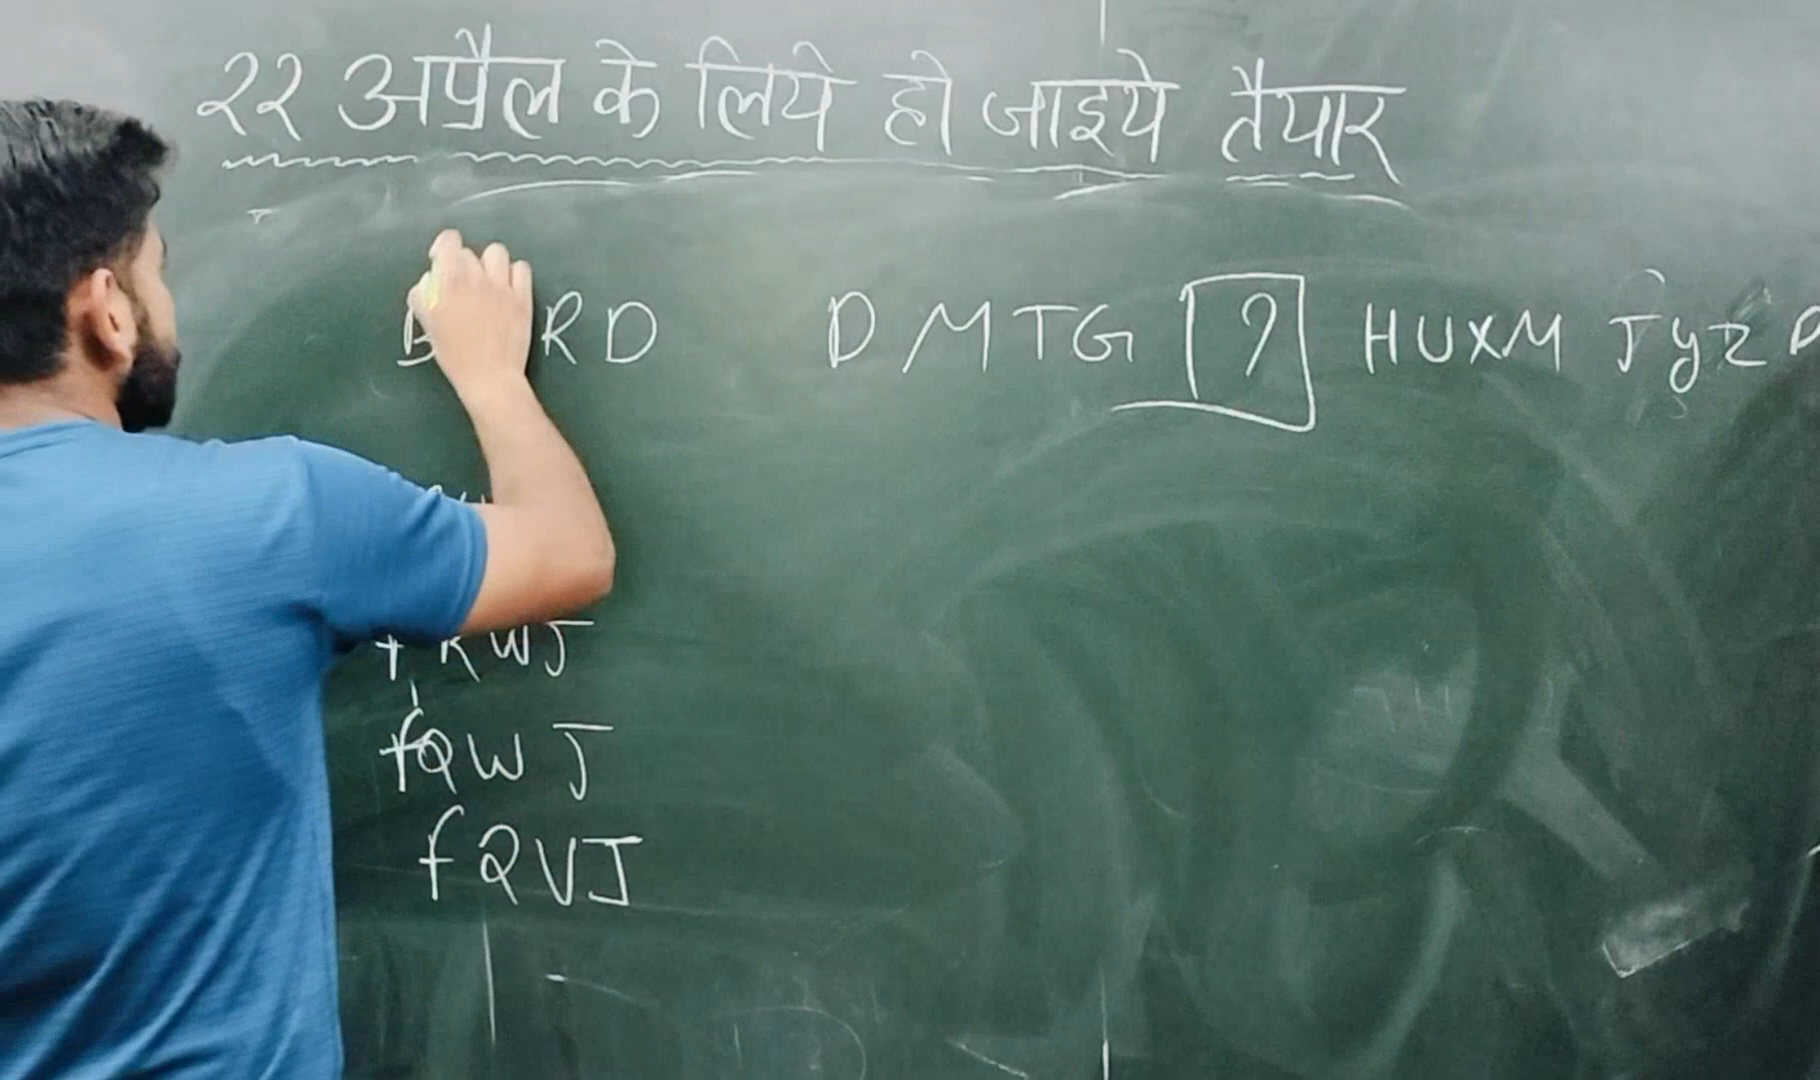 २२ अप्रैल के लिये हो जाइये तैयार
B RD DMTG ? HUXM JYZ
RWJ
fQWJ
fQVJ